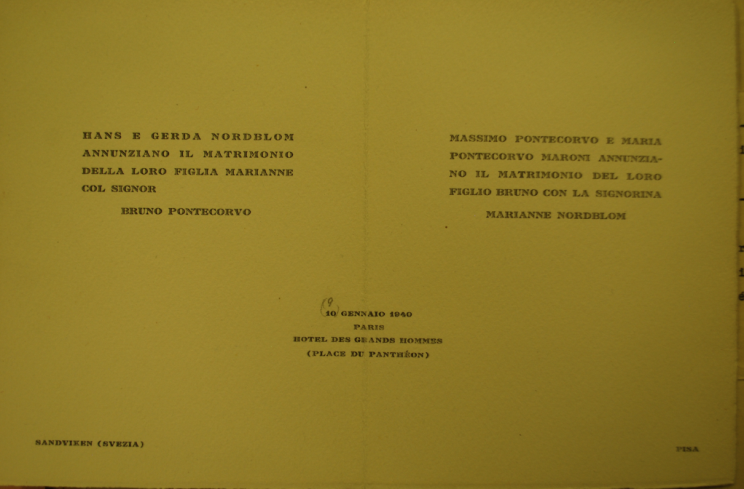 HANS E GERDA NORDBLOM
ANNUNZIANO IL MATRIMONIO
DELLA LORO FIGLIA MARIANNE
COL SIGNOR
BRUNO PONTECORVO
MASSIMO PONTECORVO E MARIA
PONTECORVO MARONI ANNUNZIA-
NO IL MATRIMONIO DEL LORO
FIGLIO BRUNO CON LA SIGNORINA
MARIANNE NORDBLOM
(9)
10 GENNAIO 1940
PARIS
HOTEL DES GRANDS HOMMES
(PLACE DU PANTHÉON)
SANDVIKEN (SVEZIA)
PISA